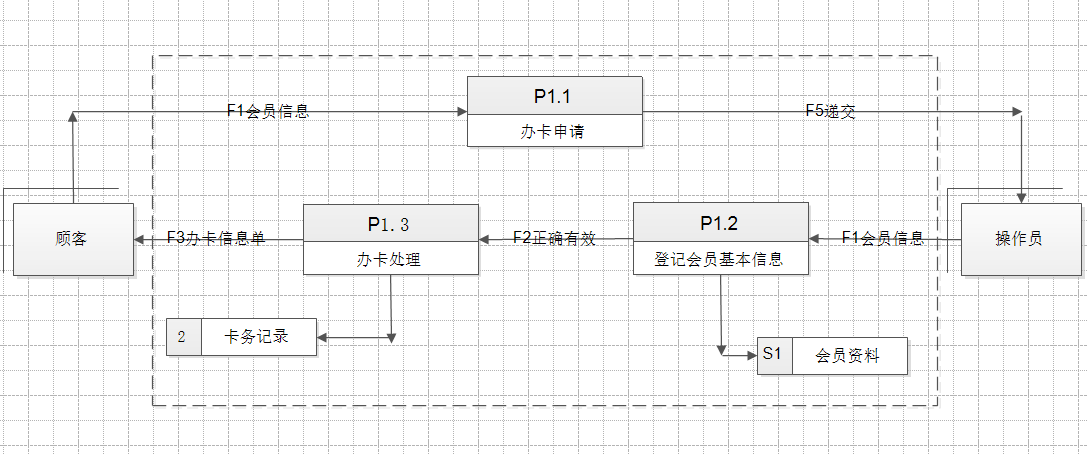 P1.1
F1会员信息
F5递交
办卡申请
P1.3
P1.2
顾客
F3办卡信息单
F2正确有效
F1会员信息
操作员
办卡处理
登记会员基本信息
2
卡务记录
S1
会员资料